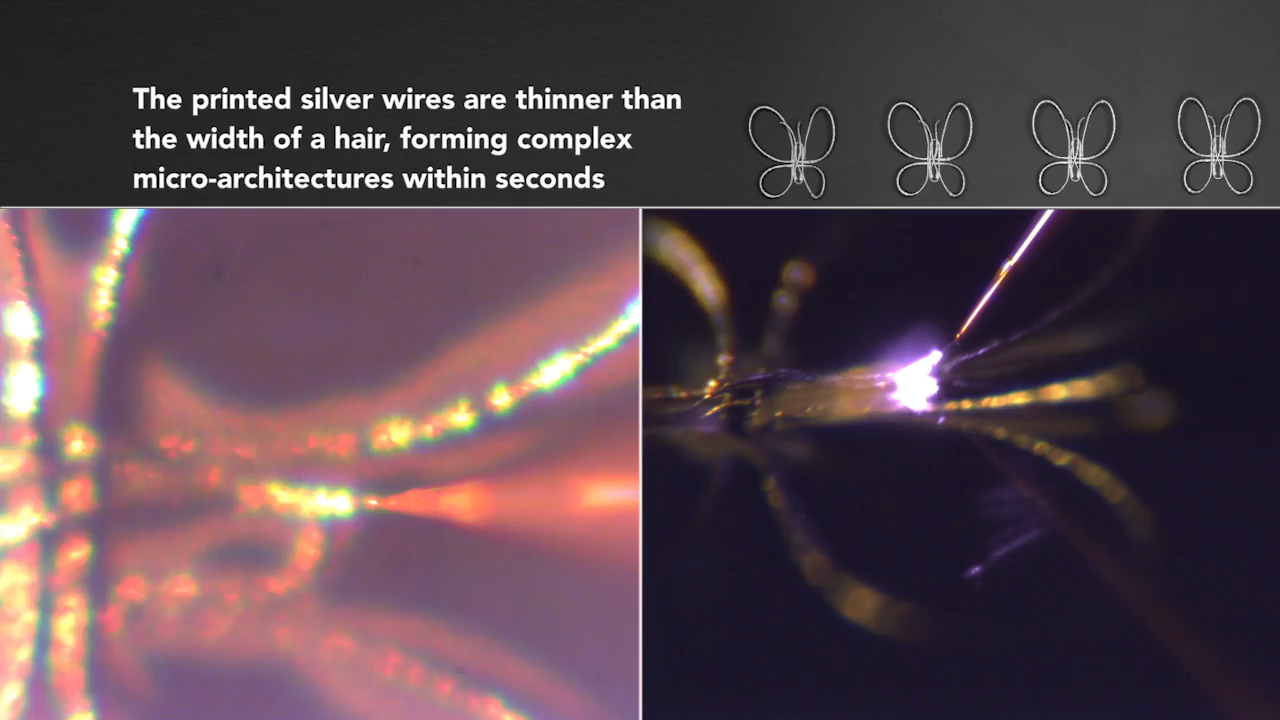 The printed silver wires are thinner than
the width of a hair, forming complex
micro-architectures within seconds